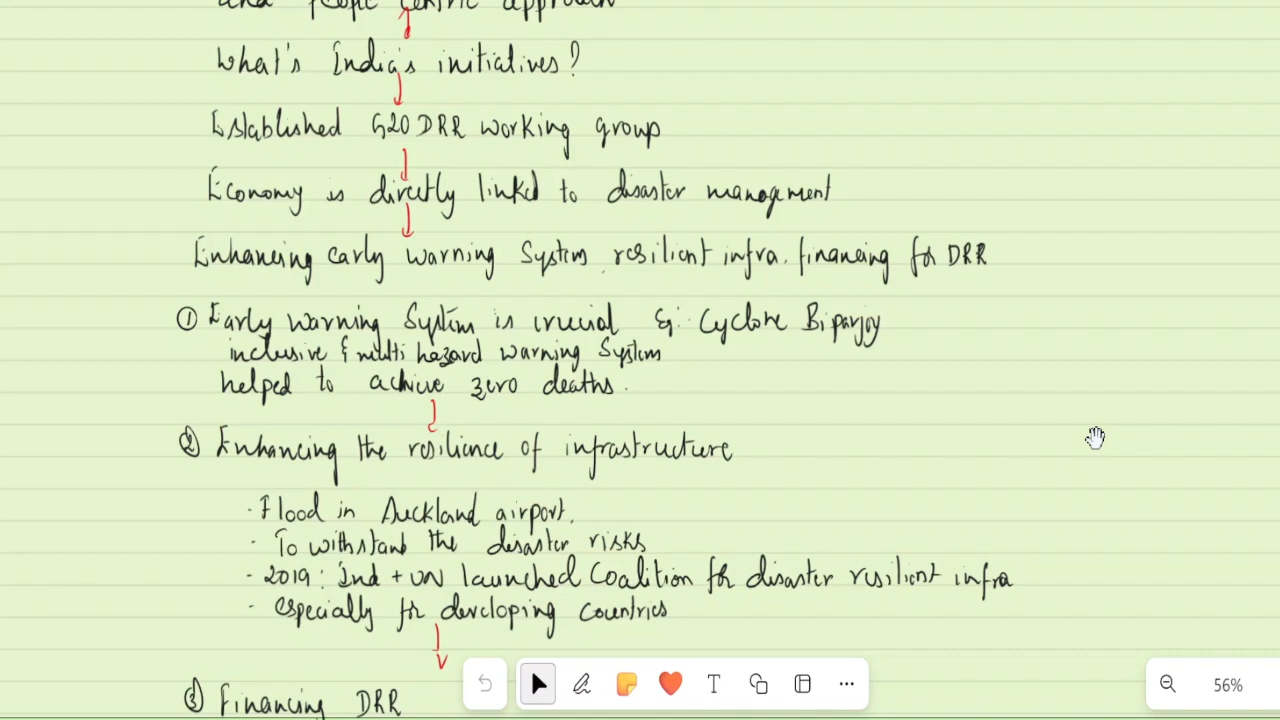 and people centric approach
What's India's initiatives?
Established G20 DRR working group
Economy is directly linked to disaster management
Enhancing early warning System, resilient infra. financing for DRR
① Early warning System is crucial Eg: Cyclone Biparjoy
inclusive & multi hazard warning System
helped to achieve zero deaths.
② Enhancing the resilience of infrastructure
· Flood in Auckland airport.
· To withstand the disaster risks
· 2019: Ind + UN launched Coalition for disaster resilient infra
· especially for developing Countries
③ Financing DRR
T
56%